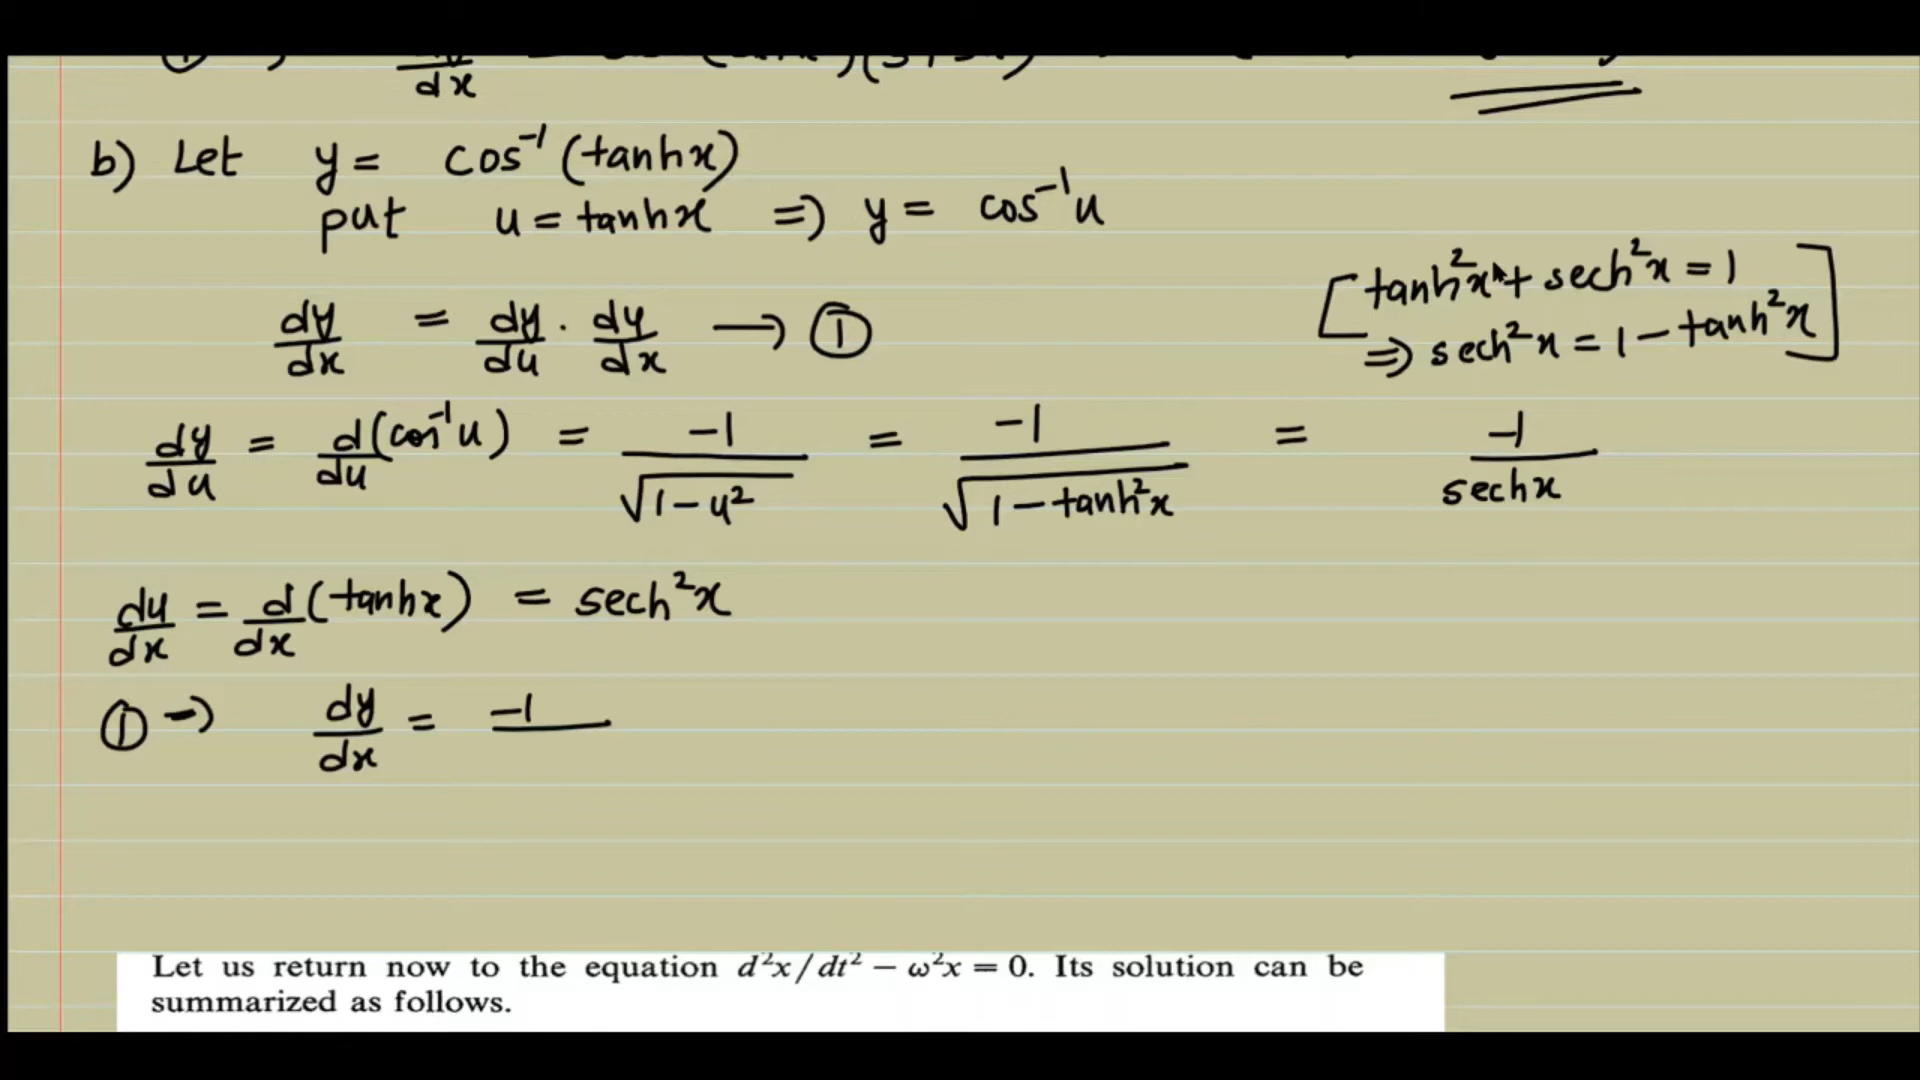 dx
b) Let y = cos⁻¹(tanhx)
put u = tanhx ⇒ y = cos⁻¹u
[tanh²x + sech²x = 1
⇒ sech²x = 1 − tanh²x]
dy/dx = dy/du · du/dx → ①
dy/du = d/du(cos⁻¹u) = −1/√(1−u²) = −1/√(1−tanh²x) = −1/sechx
du/dx = d/dx(tanhx) = sech²x
① → dy/dx = −1
Let us return now to the equation d²x/dt² − ω²x = 0. Its solution can be
summarized as follows.